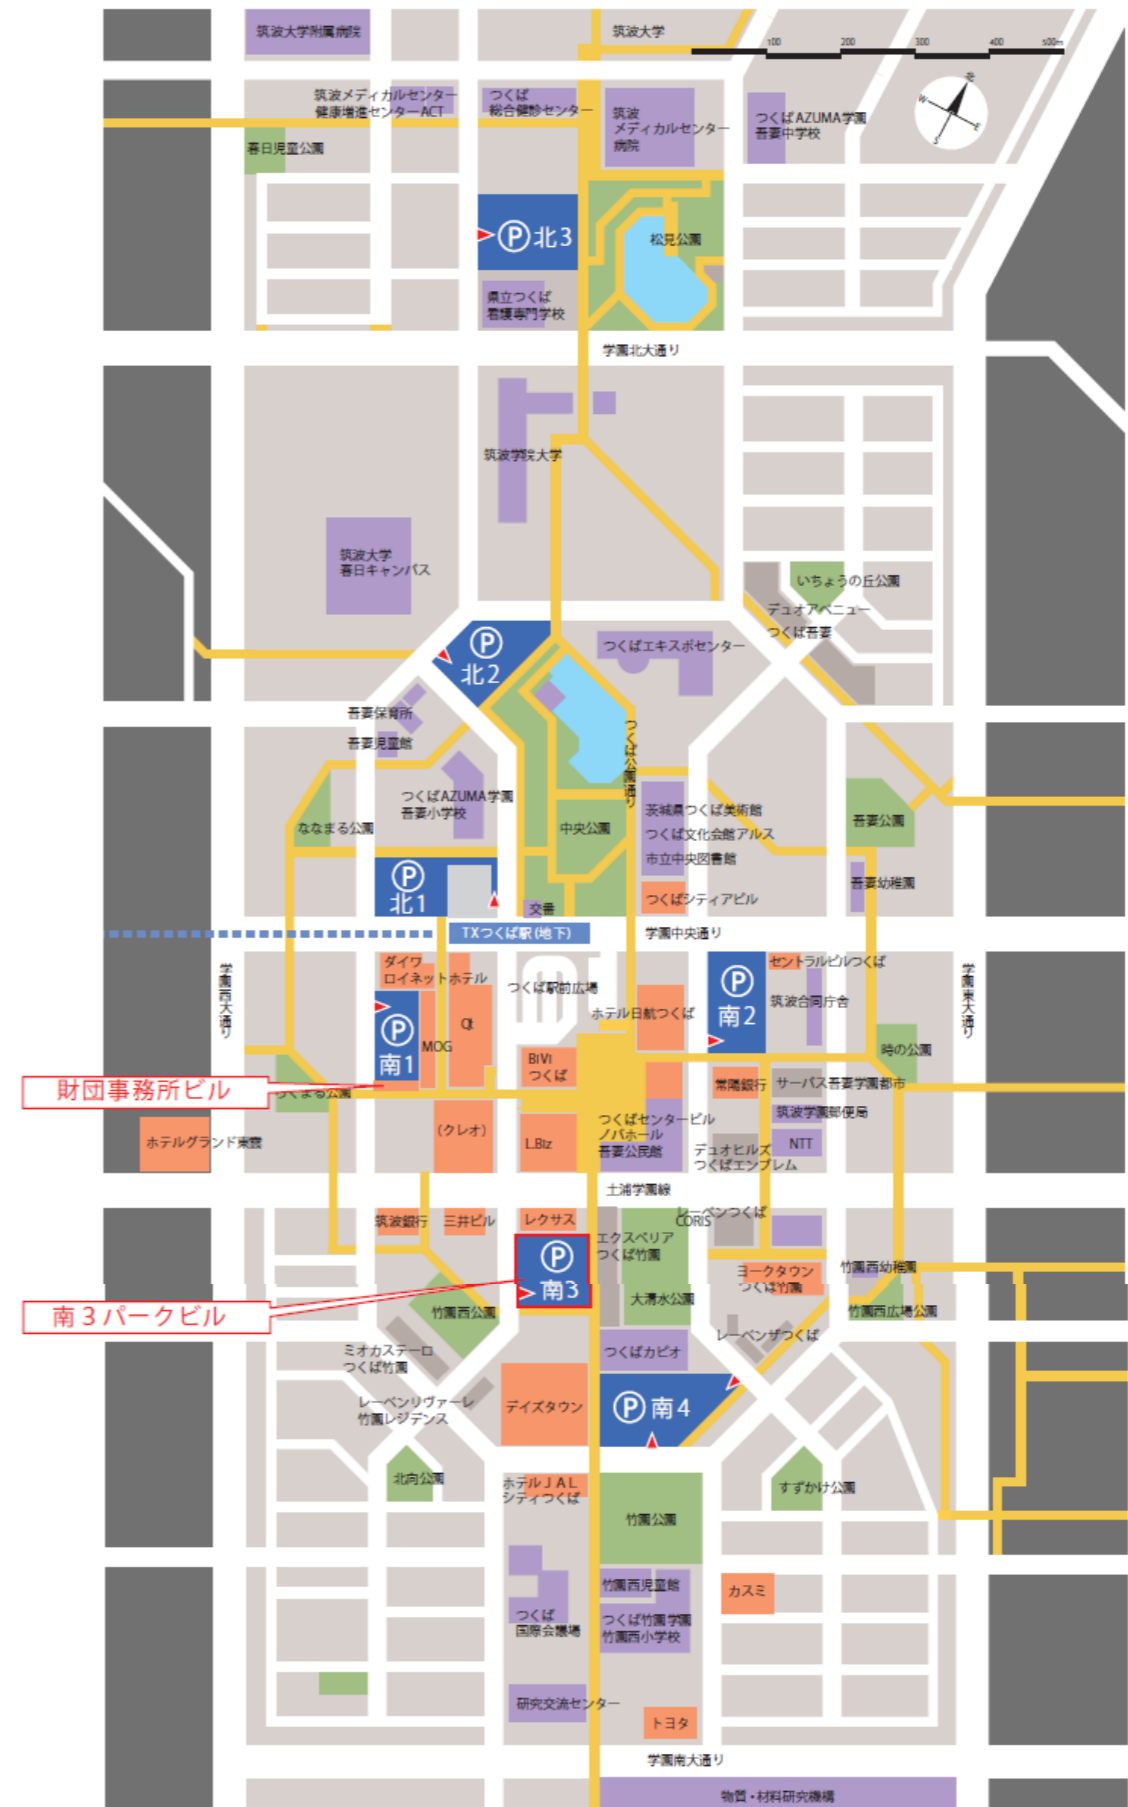 筑波大学附属病院
筑波大学
100
200
300
400
500m
北
W
E
S
筑波メディカルセンター
健康増進センターACT
つくば
総合健診センター
筑波
メディカルセンター
病院
つくばAZUMA学園
吾妻中学校
春日児童公園
P北3
松見公園
県立つくば
看護専門学校
学園北大通り
筑波学院大学
筑波大学
春日キャンパス
いちょうの丘公園
デュオアベニュー
つくば吾妻
P
北2
つくばエキスポセンター
吾妻保育所
吾妻児童館
つくば公園通り
つくばAZUMA学園
吾妻小学校
ななまる公園
中央公園
茨城県つくば美術館
つくば文化会館アルス
市立中央図書館
吾妻公園
P
北1
つくばシティアビル
吾妻幼稚園
交番
TXつくば駅(地下)
学園中央通り
学園西大通り
ダイワ
ロイネットホテル
つくば駅前広場
ホテル日航つくば
P
南2
セントラルビルつくば
筑波合同庁舎
学園東大通り
P
南1
MOG
Q't
BiVi
つくば
時の公園
財団事務所ビル
つくまる公園
常陽銀行
サーパス吾妻学園都市
筑波学園郵便局
ホテルグランド東雲
(クレオ)
L.Biz
つくばセンタービル
ノバホール
吾妻公民館
デュオヒルズ
つくばエンブレム
NTT
土浦学園線
筑波銀行
三井ビル
レクサス
レーベンつくば
CORIS
エクスペリア
つくば竹園
P
南3
ヨークタウン
つくば竹園
竹園西幼稚園
南3パークビル
竹園西公園
大清水公園
竹園西広場公園
ミオカステーロ
つくば竹園
つくばカピオ
レーベンザつくば
レーベンリヴァーレ
竹園レジデンス
デイズタウン
P南4
北向公園
ホテルJAL
シティつくば
すずかけ公園
竹園公園
竹園西児童館
カスミ
つくば
国際会議場
つくば竹園学園
竹園西小学校
研究交流センター
トヨタ
学園南大通り
物質・材料研究機構